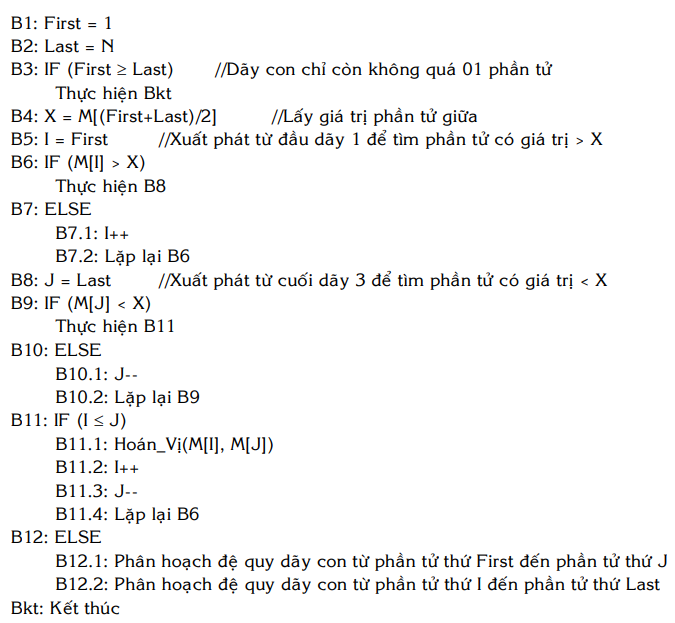 B1: First = 1
B2: Last = N
B3: IF (First ≥ Last) //Dãy con chỉ còn không quá 01 phần tử
Thực hiện Bkt
B4: X = M[(First+Last)/2] //Lấy giá trị phần tử giữa
B5: I = First //Xuất phát từ đầu dãy 1 để tìm phần tử có giá trị > X
B6: IF (M[I] > X)
Thực hiện B8
B7: ELSE
B7.1: I++
B7.2: Lặp lại B6
B8: J = Last //Xuất phát từ cuối dãy 3 để tìm phần tử có giá trị < X
B9: IF (M[J] < X)
Thực hiện B11
B10: ELSE
B10.1: J--
B10.2: Lặp lại B9
B11: IF (I ≤ J)
B11.1: Hoán_Vị(M[I], M[J])
B11.2: I++
B11.3: J--
B11.4: Lặp lại B6
B12: ELSE
B12.1: Phân hoạch đệ quy dãy con từ phần tử thứ First đến phần tử thứ J
B12.2: Phân hoạch đệ quy dãy con từ phần tử thứ I đến phần tử thứ Last
Bkt: Kết thúc